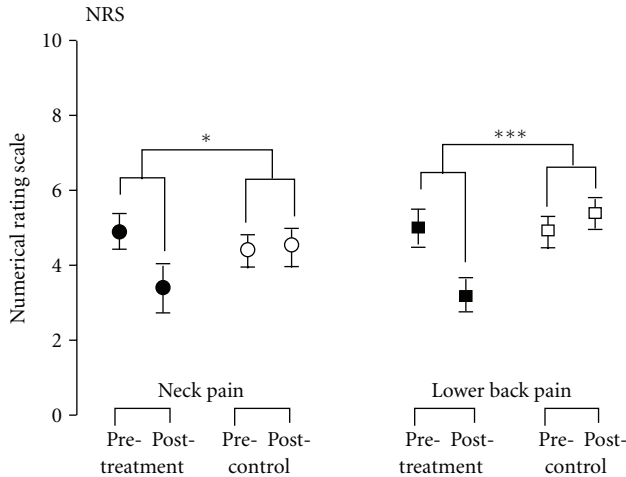 NRS
Numerical rating scale
10
8
6
4
2
0
*
***
Neck pain
Lower back pain
Pre- Post- Pre- Post- Pre- Post- Pre- Post-
treatment control treatment control